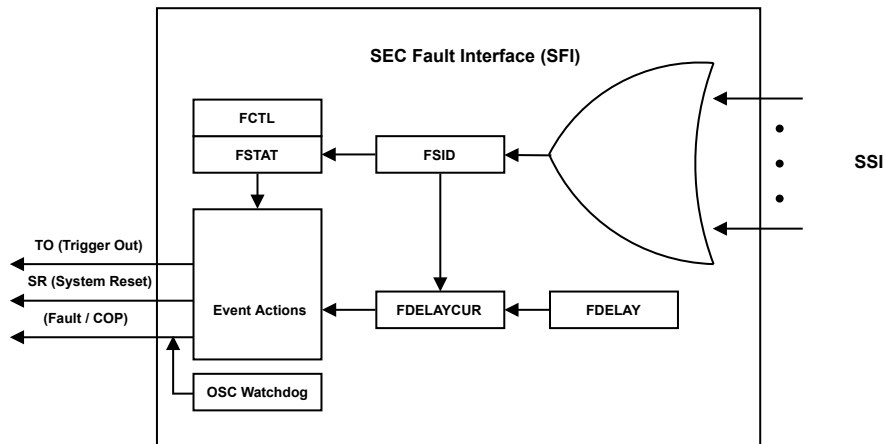 SEC Fault Interface (SFI)
FCTL
FSTAT
FSID
SSI
TO (Trigger Out)
SR (System Reset)
(Fault / COP)
Event Actions
FDELAYCUR
FDELAY
OSC Watchdog